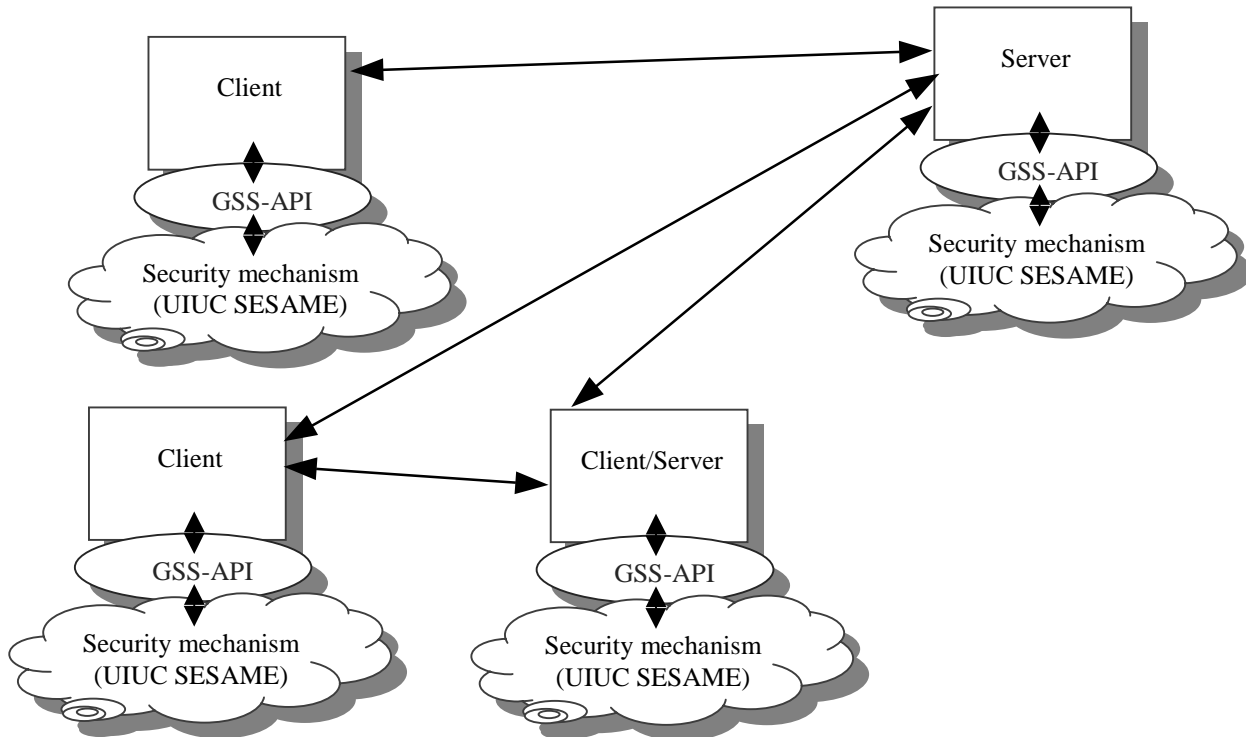 Client
GSS-API
Security mechanism
(UIUC SESAME)
Server
GSS-API
Security mechanism
(UIUC SESAME)
Client
GSS-API
Security mechanism
(UIUC SESAME)
Client/Server
GSS-API
Security mechanism
(UIUC SESAME)